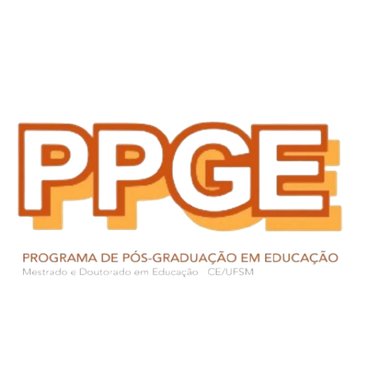 PPGE
PROGRAMA DE PÓS-GRADUAÇÃO EM EDUCAÇÃO
Mestrado e Doutorado em Educação CE/UFSM